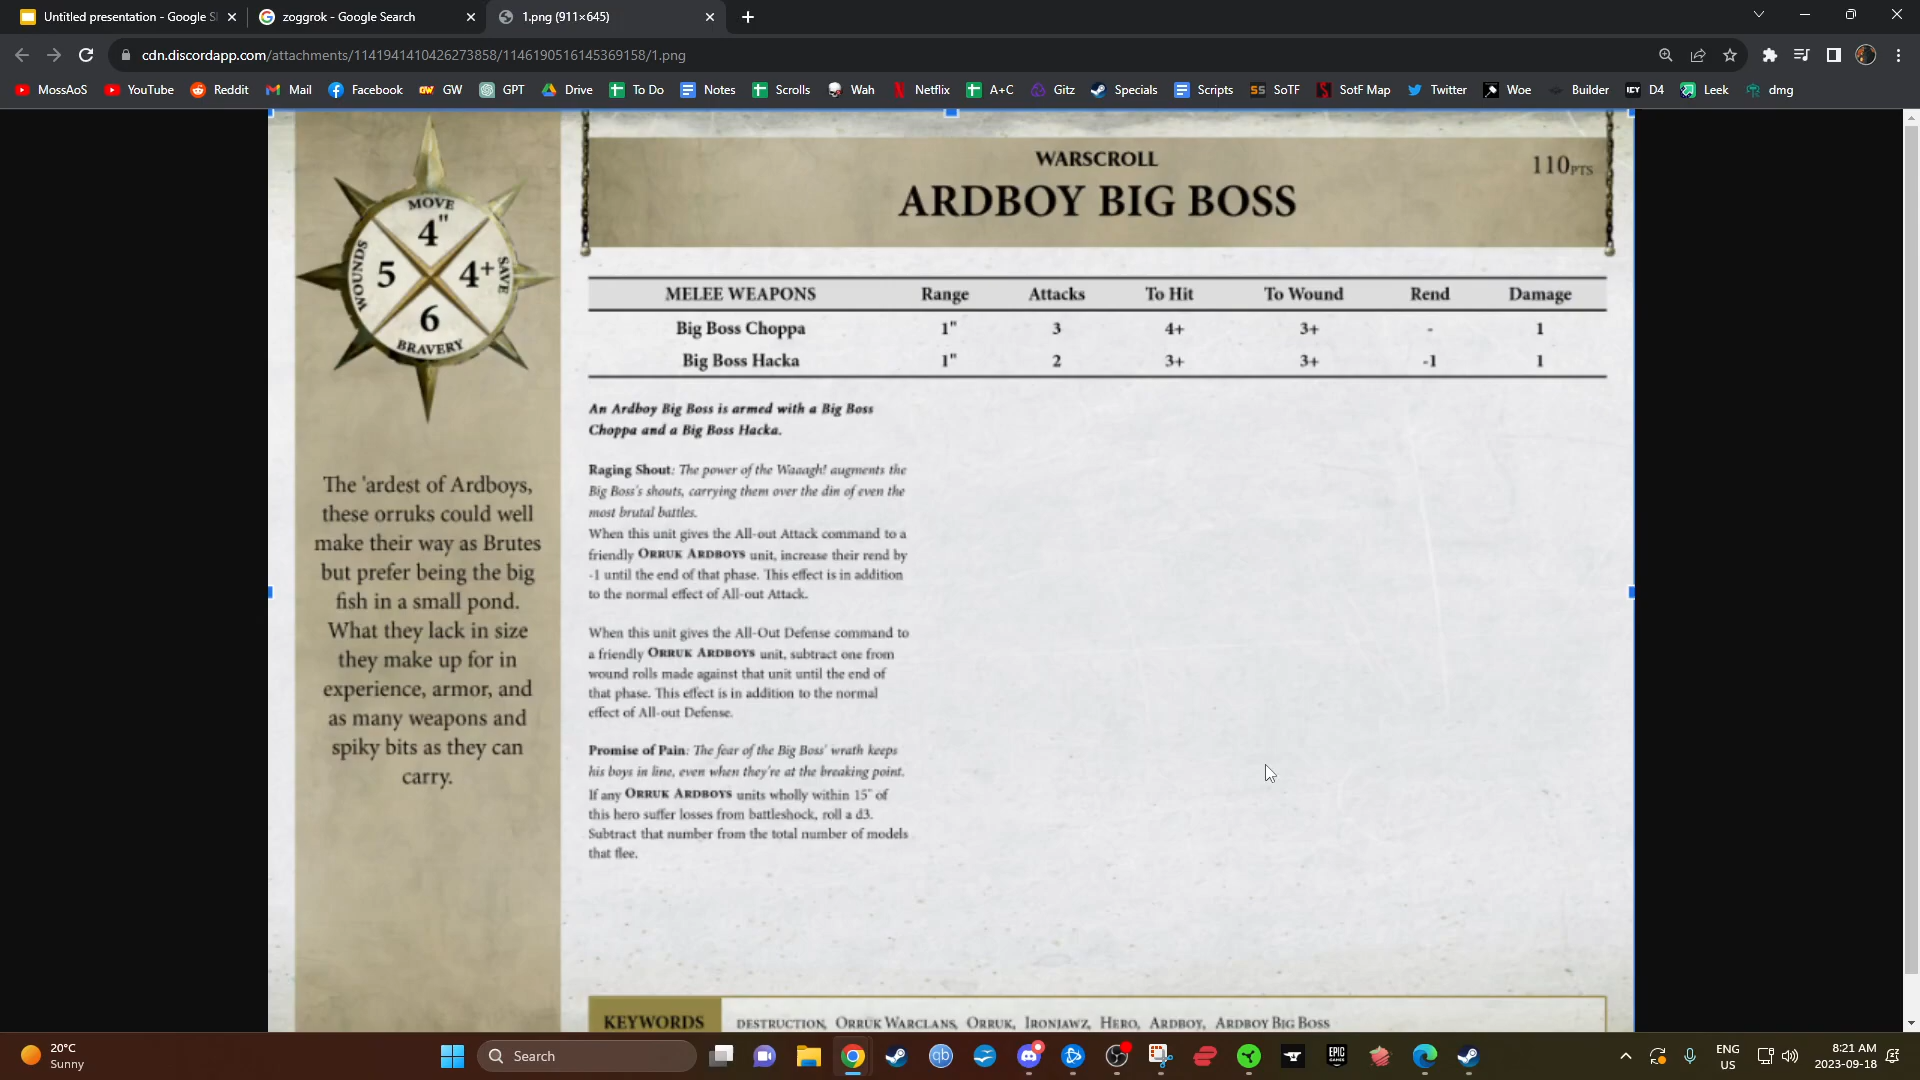 Untitled presentation - Google Sl
zoggrok - Google Search
1.png (911×645)
cdn.discordapp.com/attachments/1141941410426273858/1146190516145369158/1.png
MossAoS YouTube Reddit Mail Facebook GW GPT Drive To Do Notes Scrolls Wah Netflix A+C Gitz Specials Scripts SoTF SotF Map Twitter Woe Builder D4 Leek dmg
WARSCROLL
110PTS
ARDBOY BIG BOSS
MOVE
4"
WOUNDS
5
4+
SAVE
6
BRAVERY
MELEE WEAPONS Range Attacks To Hit To Wound Rend Damage
Big Boss Choppa 1" 3 4+ 3+ - 1
Big Boss Hacka 1" 2 3+ 3+ -1 1
The 'ardest of Ardboys,
these orruks could well
make their way as Brutes
but prefer being the big
fish in a small pond.
What they lack in size
they make up for in
experience, armor, and
as many weapons and
spiky bits as they can
carry.
An Ardboy Big Boss is armed with a Big Boss
Choppa and a Big Boss Hacka.
Raging Shout: The power of the Waaagh! augments the
Big Boss's shouts, carrying them over the din of even the
most brutal battles.
When this unit gives the All-out Attack command to a
friendly ORRUK ARDBOYS unit, increase their rend by
-1 until the end of that phase. This effect is in addition
to the normal effect of All-out Attack.
When this unit gives the All-Out Defense command to
a friendly ORRUK ARDBOYS unit, subtract one from
wound rolls made against that unit until the end of
that phase. This effect is in addition to the normal
effect of All-out Defense.
Promise of Pain: The fear of the Big Boss' wrath keeps
his boys in line, even when they're at the breaking point.
If any ORRUK ARDBOYS units wholly within 15" of
this hero suffer losses from battleshock, roll a d3.
Subtract that number from the total number of models
that flee.
KEYWORDS DESTRUCTION, ORRUK WARCLANS, ORRUK, IRONJAWZ, HERO, ARDBOY, ARDBOY BIG BOSS
20°C
Sunny
Search
ENG
US
8:21 AM
2023-09-18